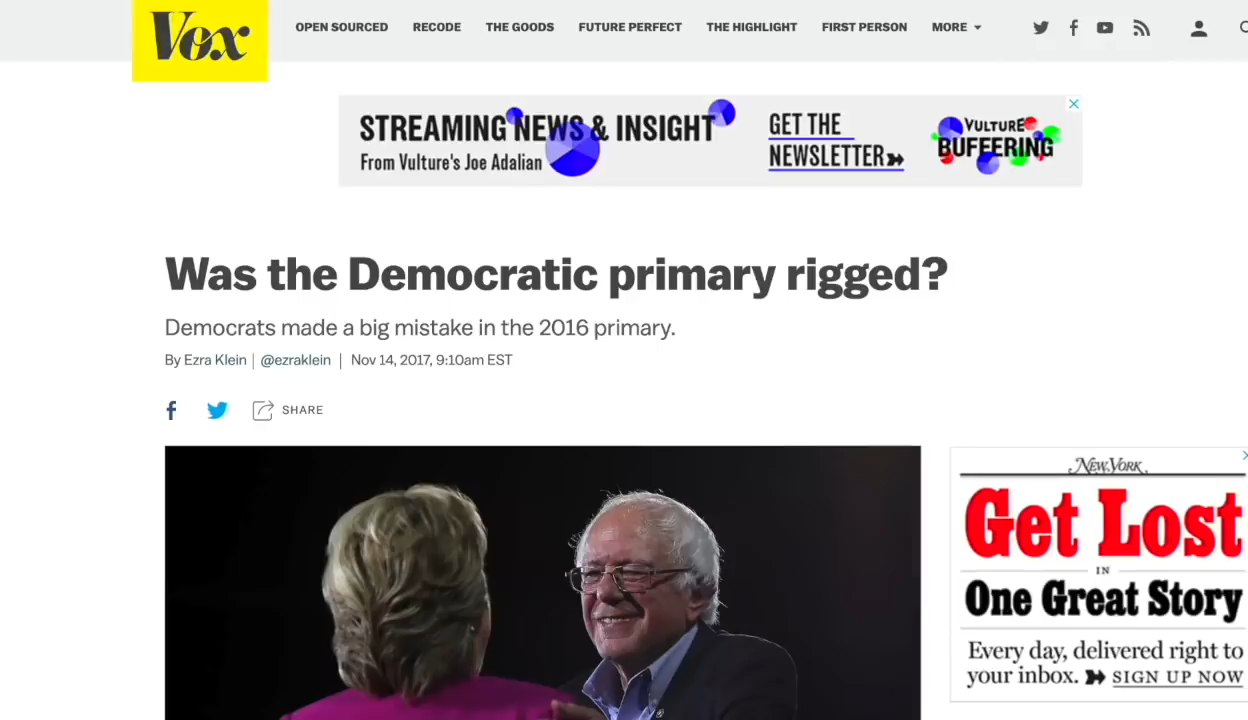 Vox
OPEN SOURCED RECODE THE GOODS FUTURE PERFECT THE HIGHLIGHT FIRST PERSON MORE
STREAMING NEWS & INSIGHT
From Vulture's Joe Adalian
GET THE
NEWSLETTER
VULTURE
BUFFERING
Was the Democratic primary rigged?
Democrats made a big mistake in the 2016 primary.
By Ezra Klein | @ezraklein | Nov 14, 2017, 9:10am EST
SHARE
NEW YORK
Get Lost
IN
One Great Story
Every day, delivered right to
your inbox. SIGN UP NOW